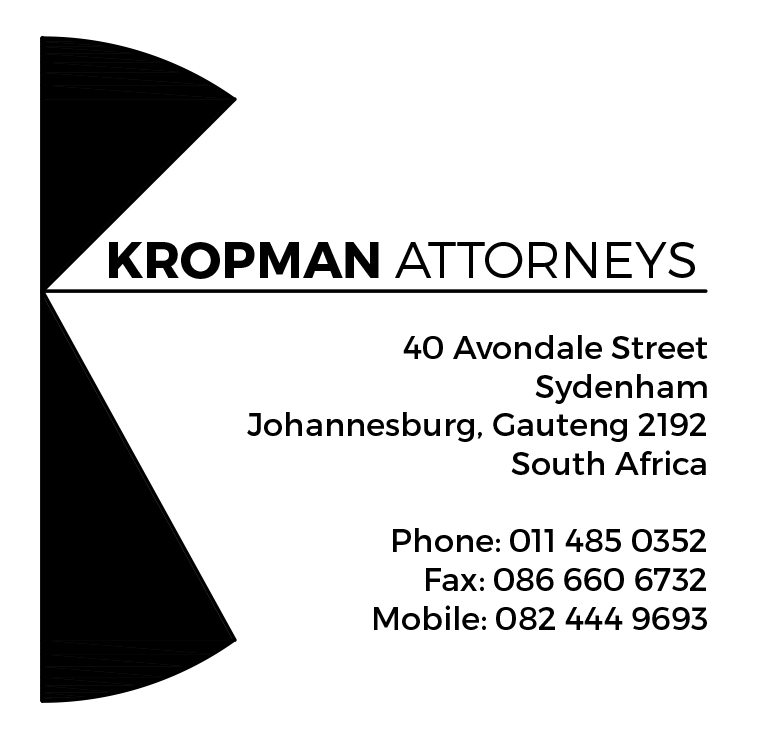 KROPMAN ATTORNEYS
40 Avondale Street
Sydenham
Johannesburg, Gauteng 2192
South Africa
Phone: 011 485 0352
Fax: 086 660 6732
Mobile: 082 444 9693